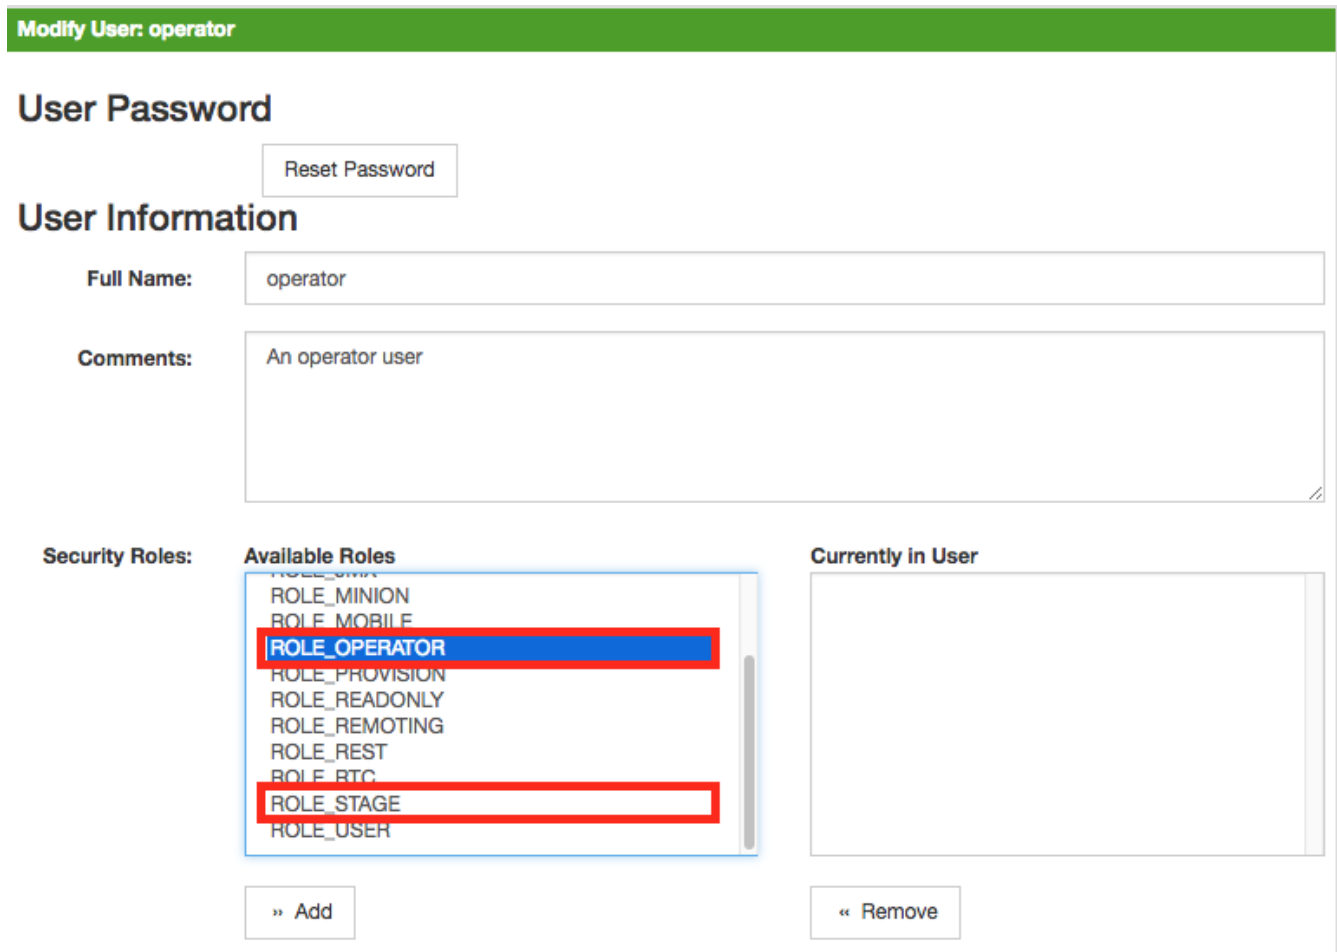 Modify User: operator
User Password
Reset Password
User Information
Full Name: operator
Comments: An operator user
Security Roles: Available Roles Currently in User
ROLE_JMX
ROLE_MINION
ROLE_MOBILE
ROLE_OPERATOR
ROLE_PROVISION
ROLE_READONLY
ROLE_REMOTING
ROLE_REST
ROLE_RTC
ROLE_STAGE
ROLE_USER
» Add « Remove